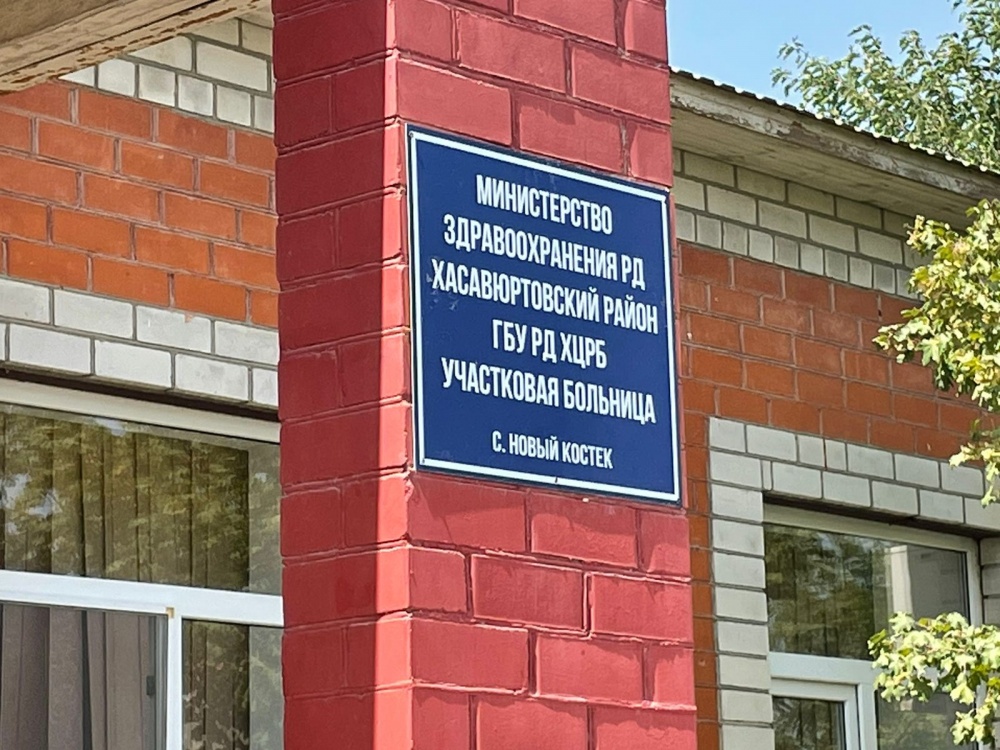 МИНИСТЕРСТВО
ЗДРАВООХРАНЕНИЯ РД
ХАСАВЮРТОВСКИЙ РАЙОН
ГБУ РД ХЦРБ
УЧАСТКОВАЯ БОЛЬНИЦА
С. НОВЫЙ КОСТЕК